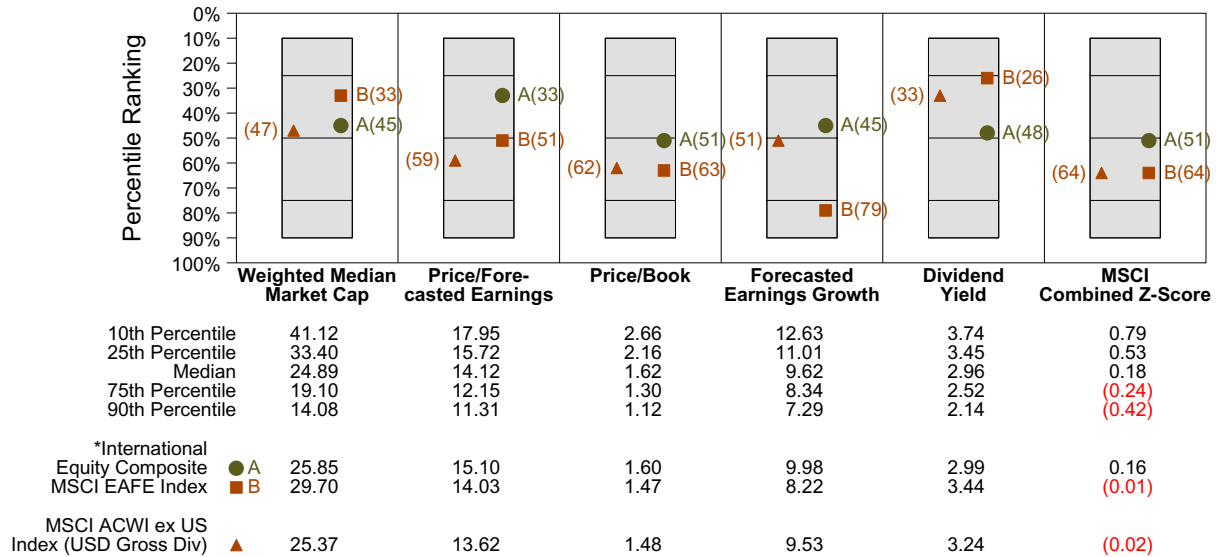 Percentile Ranking
0%
10%
20%
30%
40%
50%
60%
70%
80%
90%
100%
(47)
B(33)
A(45)
(59)
A(33)
B(51)
(62)
A(51)
B(63)
(51)
A(45)
B(79)
(33)
B(26)
A(48)
(64)
A(51)
B(64)
Weighted Median
Market Cap
Price/Fore-
casted Earnings
Price/Book
Forecasted
Earnings Growth
Dividend
Yield
MSCI
Combined Z-Score
10th Percentile 41.12 17.95 2.66 12.63 3.74 0.79
25th Percentile 33.40 15.72 2.16 11.01 3.45 0.53
Median 24.89 14.12 1.62 9.62 2.96 0.18
75th Percentile 19.10 12.15 1.30 8.34 2.52 (0.24)
90th Percentile 14.08 11.31 1.12 7.29 2.14 (0.42)
*International
Equity Composite A 25.85 15.10 1.60 9.98 2.99 0.16
MSCI EAFE Index B 29.70 14.03 1.47 8.22 3.44 (0.01)
MSCI ACWI ex US
Index (USD Gross Div) 25.37 13.62 1.48 9.53 3.24 (0.02)